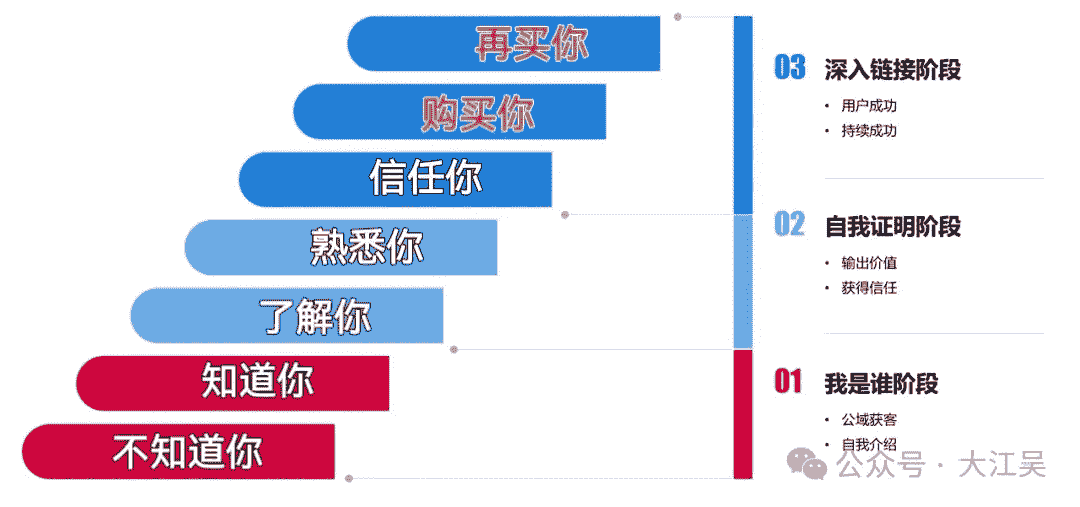 再买你
购买你
信任你
熟悉你
了解你
知道你
不知道你
03 深入链接阶段
• 用户成功
• 持续成功
02 自我证明阶段
• 输出价值
• 获得信任
01 我是谁阶段
• 公域获客
• 自我介绍
公众号 · 大江吴